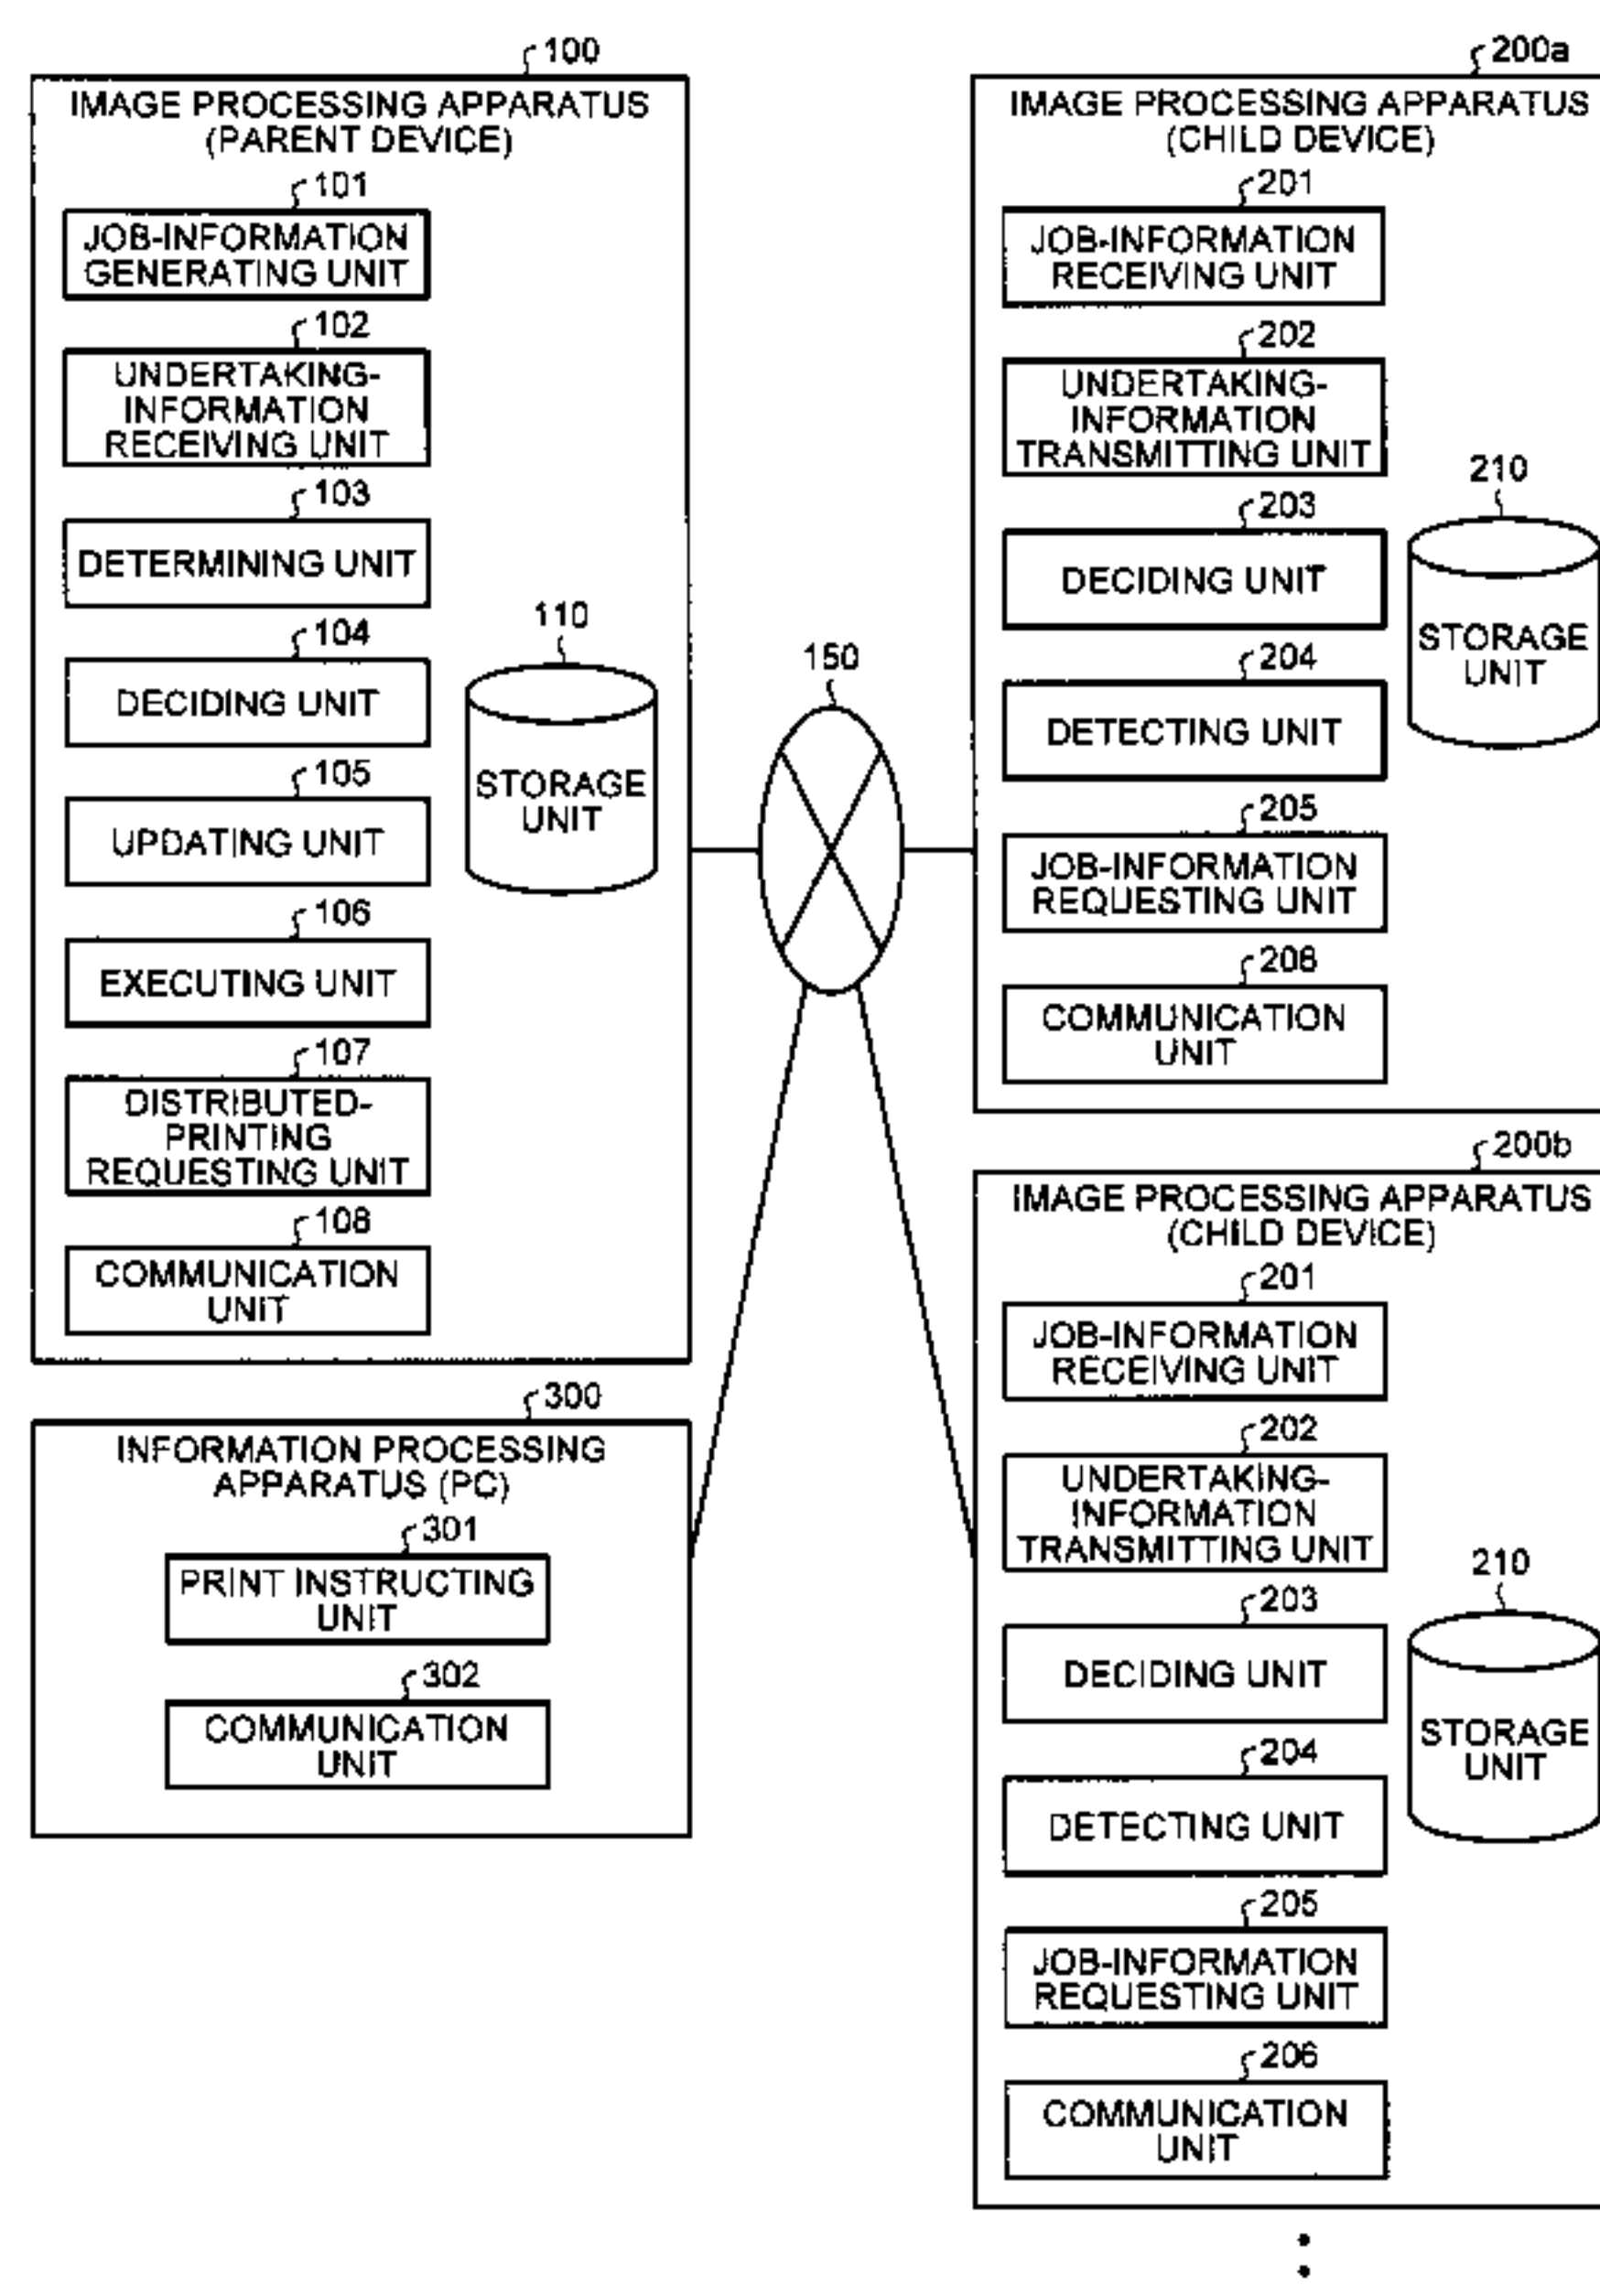 100
IMAGE PROCESSING APPARATUS
(PARENT DEVICE)
101
JOB-INFORMATION
GENERATING UNIT
102
UNDERTAKING-
INFORMATION
RECEIVING UNIT
103
DETERMINING UNIT
104
DECIDING UNIT
105
UPDATING UNIT
106
EXECUTING UNIT
107
DISTRIBUTED-
PRINTING
REQUESTING UNIT
108
COMMUNICATION
UNIT
110
STORAGE
UNIT
150
300
INFORMATION PROCESSING
APPARATUS (PC)
301
PRINT INSTRUCTING
UNIT
302
COMMUNICATION
UNIT
200a
IMAGE PROCESSING APPARATUS
(CHILD DEVICE)
201
JOB-INFORMATION
RECEIVING UNIT
202
UNDERTAKING-
INFORMATION
TRANSMITTING UNIT
203
DECIDING UNIT
204
DETECTING UNIT
205
JOB-INFORMATION
REQUESTING UNIT
206
COMMUNICATION
UNIT
210
STORAGE
UNIT
200b
IMAGE PROCESSING APPARATUS
(CHILD DEVICE)
201
JOB-INFORMATION
RECEIVING UNIT
202
UNDERTAKING-
INFORMATION
TRANSMITTING UNIT
203
DECIDING UNIT
204
DETECTING UNIT
205
JOB-INFORMATION
REQUESTING UNIT
206
COMMUNICATION
UNIT
210
STORAGE
UNIT